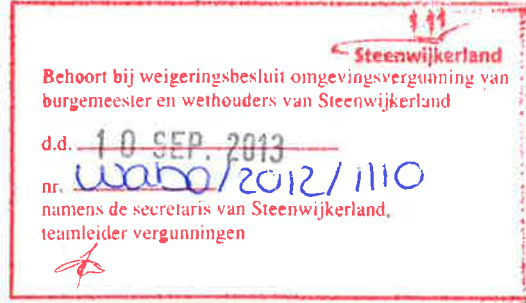 Steenwijkerland
Behoort bij weigeringsbesluit omgevingsvergunning van
burgemeester en wethouders van Steenwijkerland
d.d. 10 SEP. 2013
nr. wabo/2012/1110
namens de secretaris van Steenwijkerland,
teamleider vergunningen